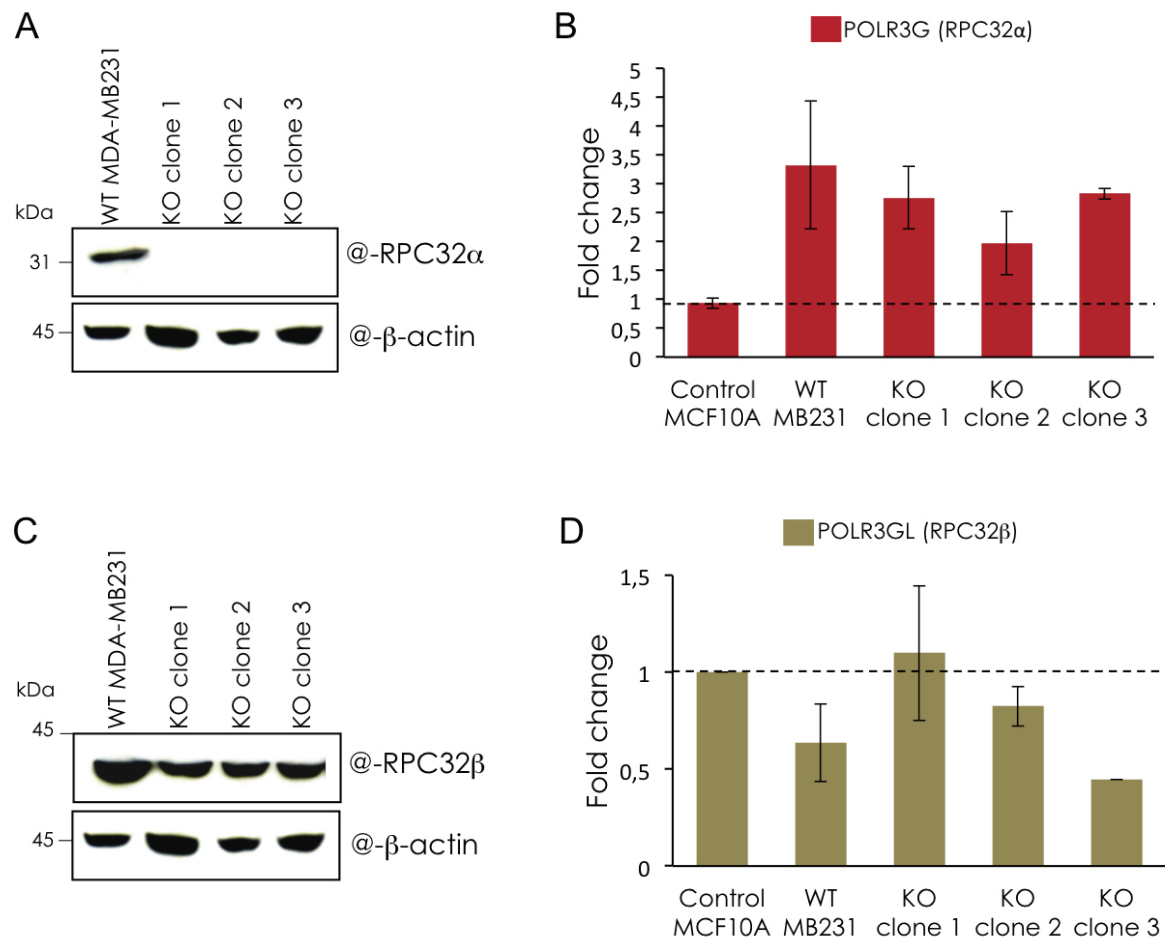 A
WT MDA-MB231
KO clone 1
KO clone 2
KO clone 3
kDa
31
@-RPC32α
45
@-β-actin
B
POLR3G (RPC32α)
Fold change
5
4,5
4
3,5
3
2,5
2
1,5
1
0,5
0
Control
MCF10A
WT
MB231
KO
clone 1
KO
clone 2
KO
clone 3
C
WT MDA-MB231
KO clone 1
KO clone 2
KO clone 3
kDa
45
@-RPC32β
45
@-β-actin
D
POLR3GL (RPC32β)
Fold change
1,5
1
0,5
0
Control
MCF10A
WT
MB231
KO
clone 1
KO
clone 2
KO
clone 3